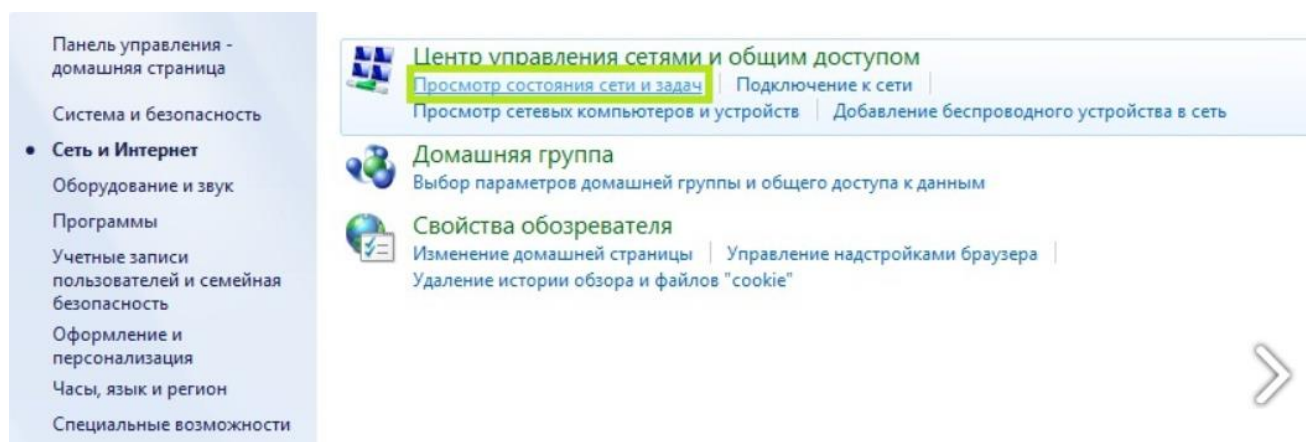 Панель управления -
домашняя страница
Система и безопасность
Сеть и Интернет
Оборудование и звук
Программы
Учетные записи
пользователей и семейная
безопасность
Оформление и
персонализация
Часы, язык и регион
Специальные возможности
Центр управления сетями и общим доступом
Просмотр состояния сети и задач Подключение к сети
Просмотр сетевых компьютеров и устройств Добавление беспроводного устройства в сеть
Домашняя группа
Выбор параметров домашней группы и общего доступа к данным
Свойства обозревателя
Изменение домашней страницы Управление надстройками браузера
Удаление истории обзора и файлов "cookie"